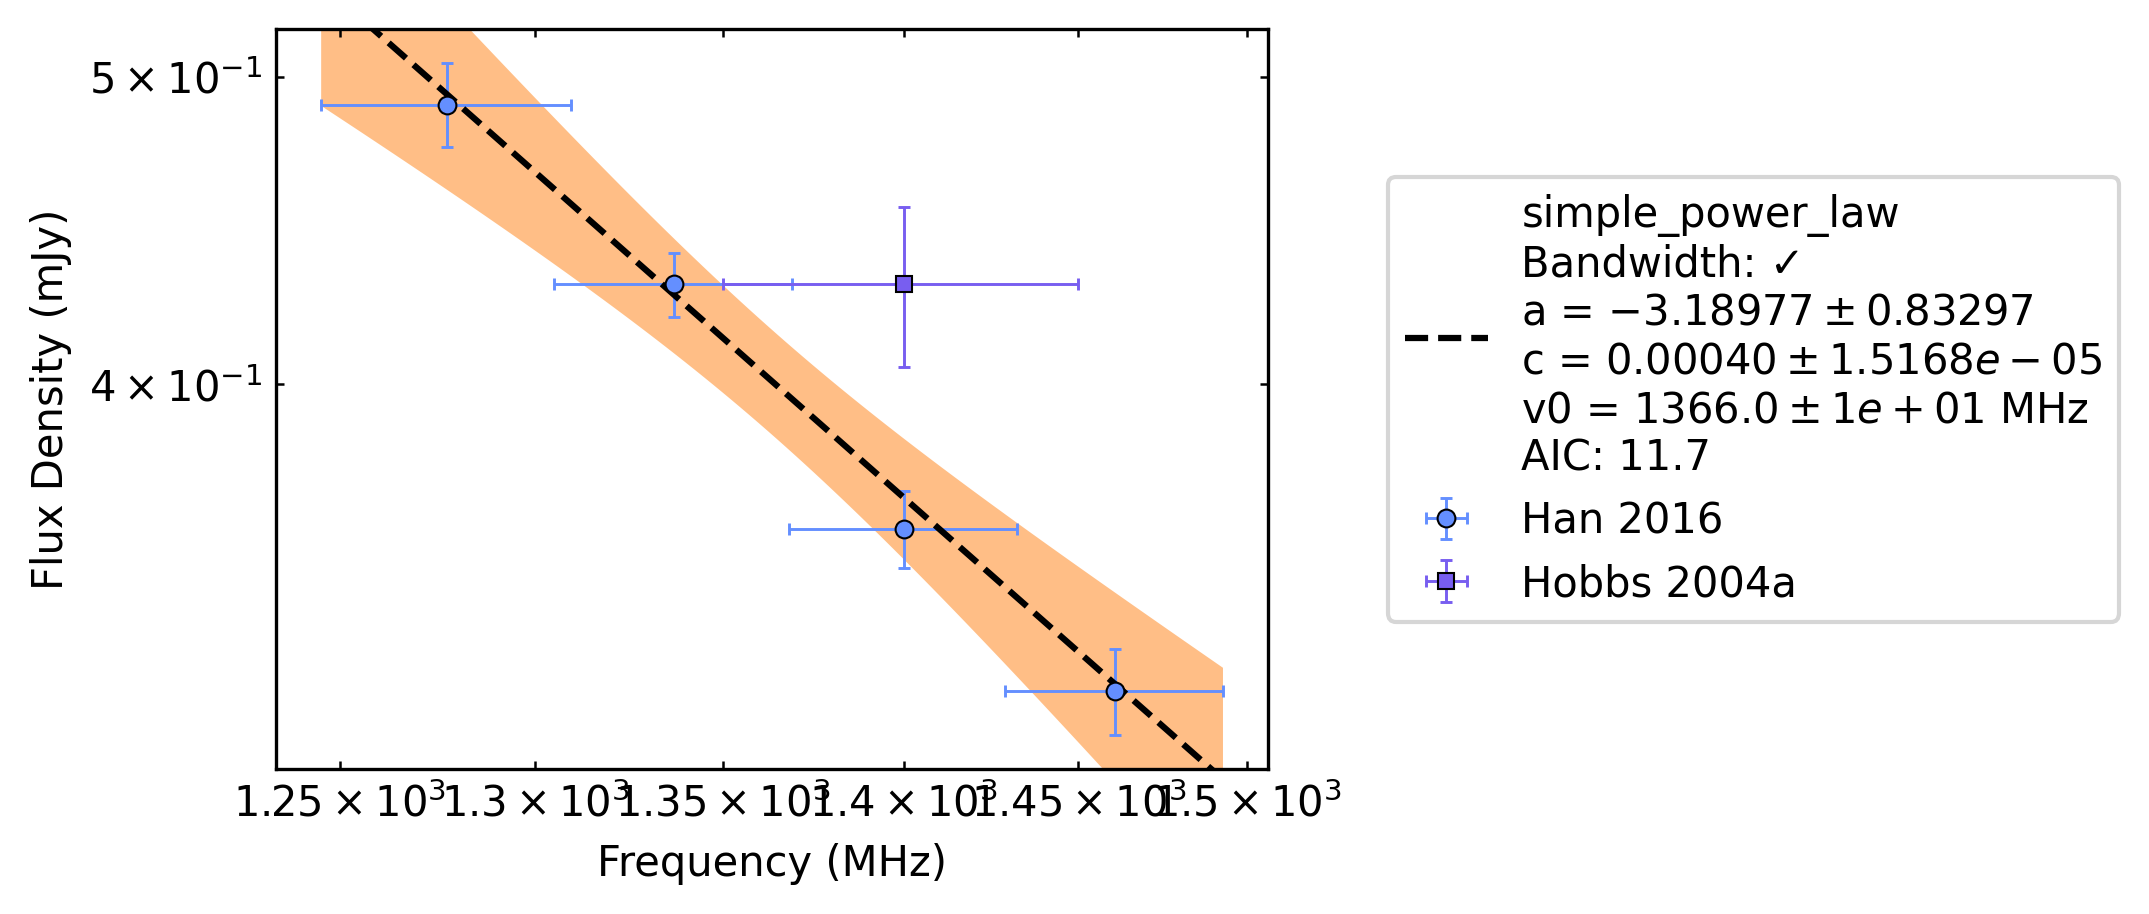 5 × 10⁻¹
4 × 10⁻¹
Flux Density (mJy)
1.25 × 10³ 1.3 × 10³ 1.35 × 10³ 1.4 × 10³ 1.45 × 10³ 1.5 × 10³
Frequency (MHz)
simple_power_law
Bandwidth: ✓
a = −3.18977 ± 0.83297
c = 0.00040 ± 1.5168e − 05
v0 = 1366.0 ± 1e + 01 MHz
AIC: 11.7
Han 2016
Hobbs 2004a